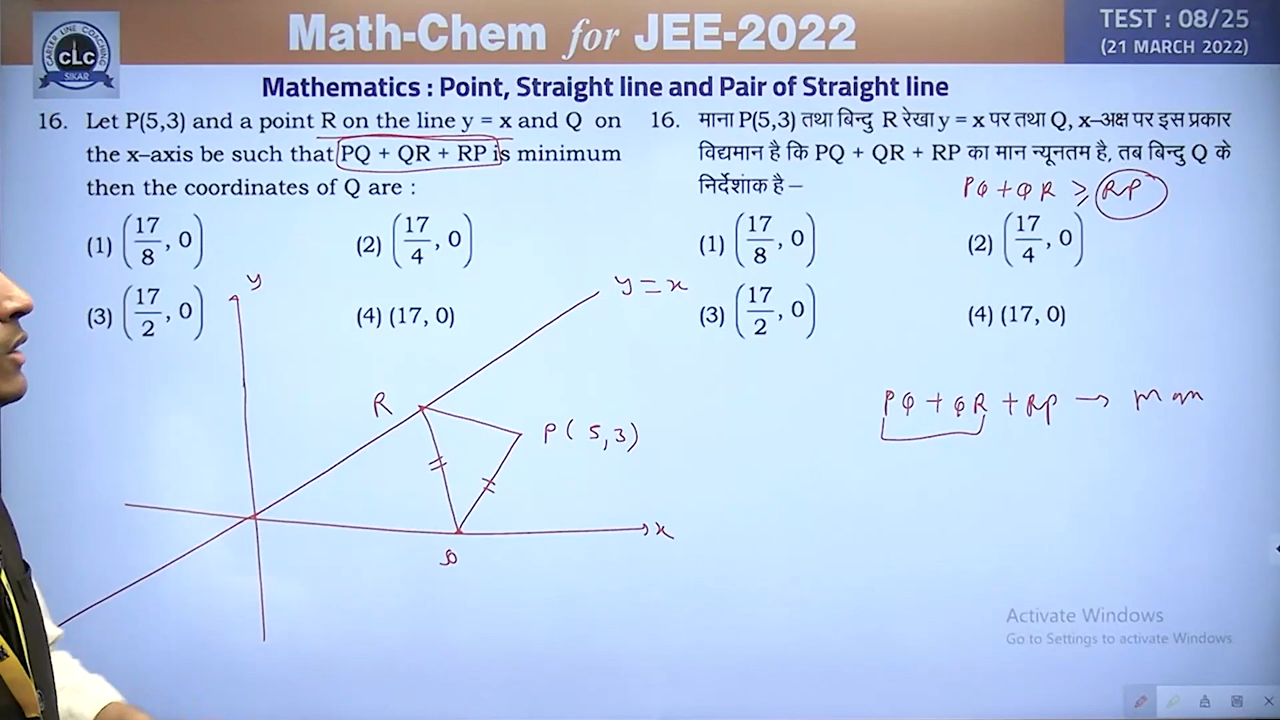 Math-Chem for JEE-2022
TEST : 08/25
(21 MARCH 2022)
CAREER LINE COACHING
CLC
SIKAR
Mathematics : Point, Straight line and Pair of Straight line
16. Let P(5,3) and a point R on the line y = x and Q on
the x–axis be such that PQ + QR + RP is minimum
then the coordinates of Q are :
(1) (17/8, 0) (2) (17/4, 0)
(3) (17/2, 0) (4) (17, 0)
16. माना P(5,3) तथा बिन्दु R रेखा y = x पर तथा Q, x–अक्ष पर इस प्रकार
विद्यमान है कि PQ + QR + RP का मान न्यूनतम है, तब बिन्दु Q के
निर्देशांक है –
PQ + QR ≥ RP
(1) (17/8, 0) (2) (17/4, 0)
(3) (17/2, 0) (4) (17, 0)
y
y = x
R
P(5,3)
x
Q
PQ + QR + RP → min
Activate Windows
Go to Settings to activate Windows.